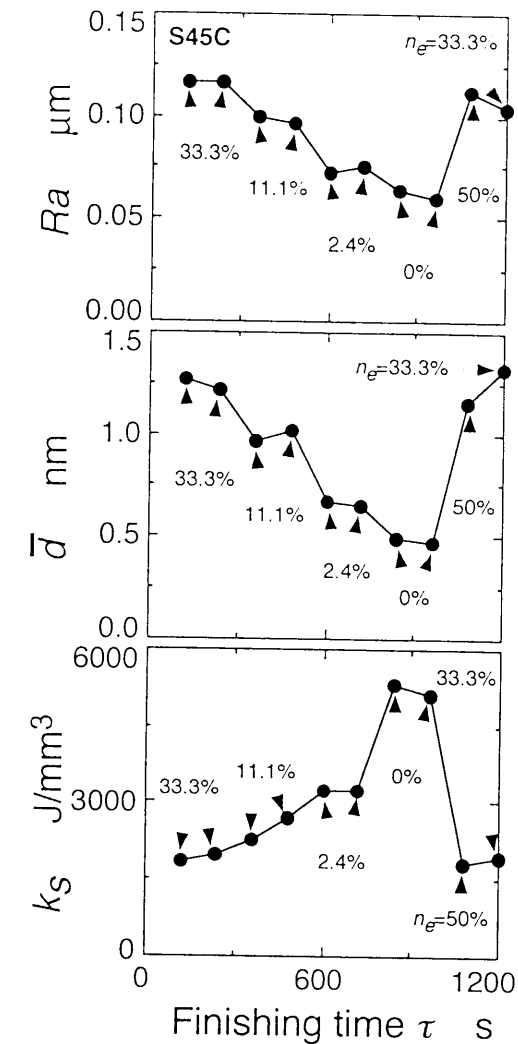 0.15
S45C
nₑ=33.3%
0.10
33.3%
11.1%
50%
0.05
2.4%
0%
0.00
Ra μm
1.5
nₑ=33.3%
1.0
33.3%
11.1%
50%
0.5
2.4%
0%
0.0
d̅ nm
6000
33.3%
11.1%
33.3%
0%
3000
2.4%
nₑ=50%
0
kₛ J/mm³
0 600 1200
Finishing time τ s